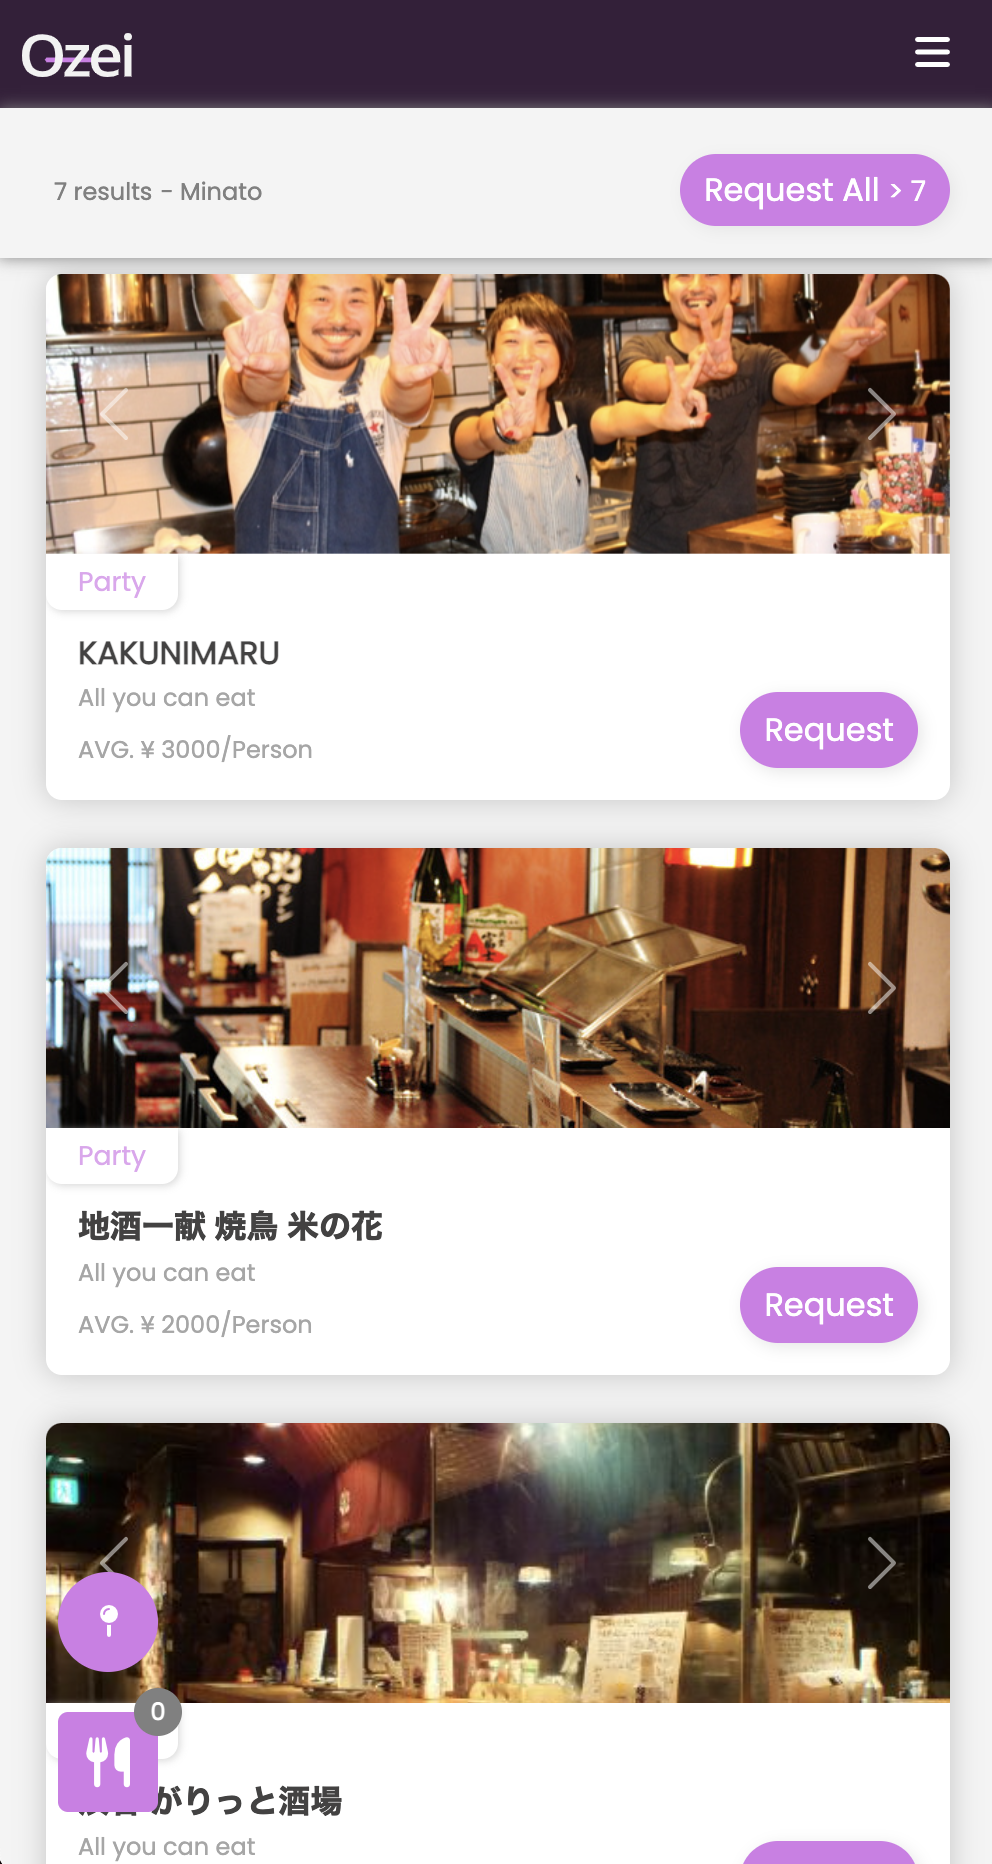 Ozei
7 results - Minato
Request All > 7
Party
KAKUNIMARU
All you can eat
AVG. ¥ 3000/Person
Request
Party
地酒一献 焼鳥 米の花
All you can eat
AVG. ¥ 2000/Person
Request
0
がりっと酒場
All you can eat